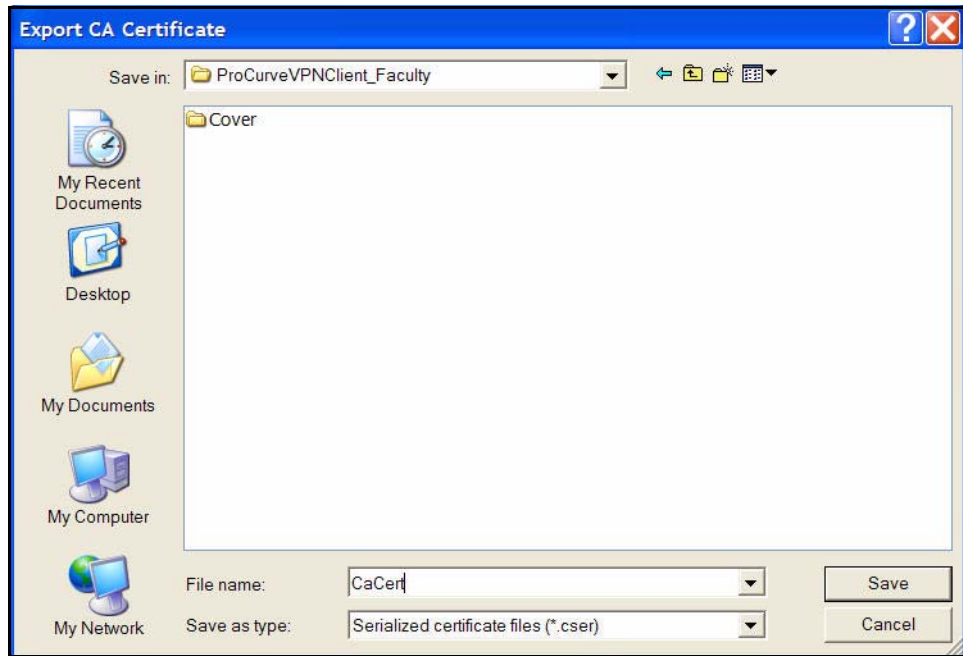 Export CA Certificate
Save in: ProCurveVPNClient_Faculty
Cover
My Recent
Documents
Desktop
My Documents
My Computer
My Network
File name: CaCert
Save as type: Serialized certificate files (*.cser)
Save
Cancel